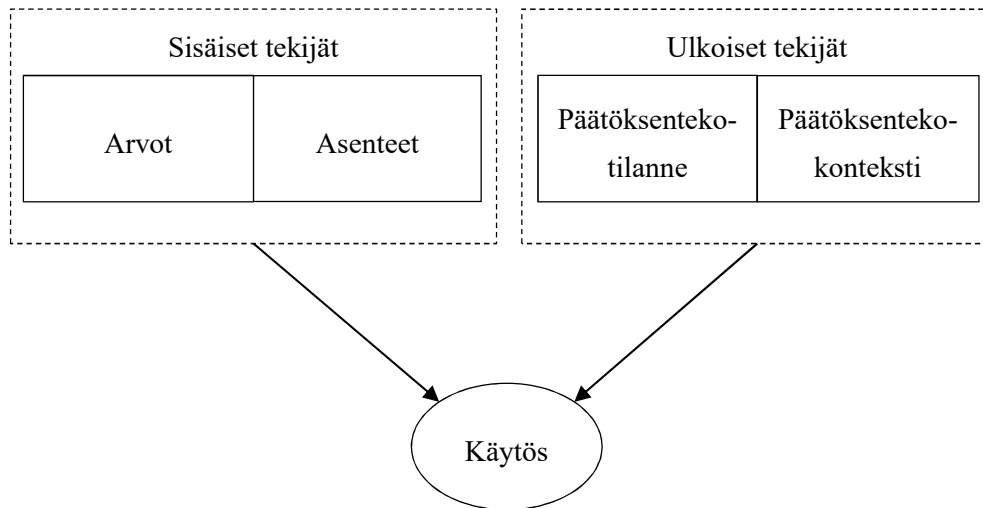 Sisäiset tekijät
Arvot
Asenteet
Ulkoiset tekijät
Päätöksenteko-
tilanne
Päätöksenteko-
konteksti
Käytös